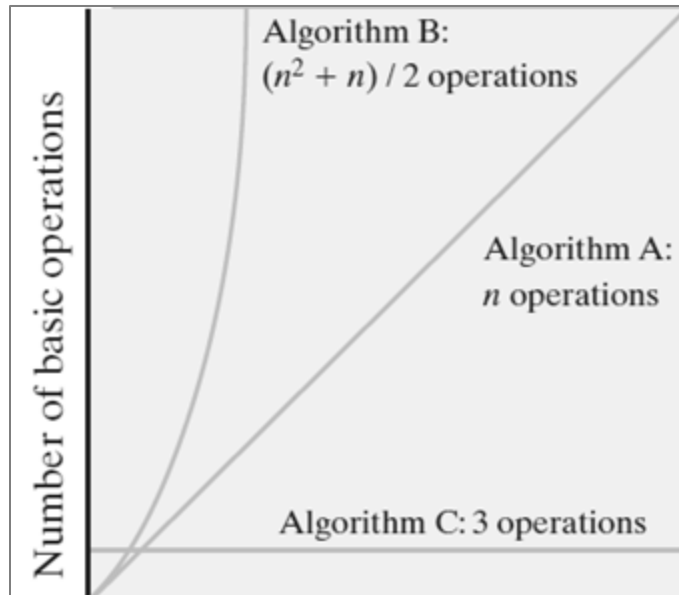 Number of basic operations
Algorithm B:
(n² + n) / 2 operations
Algorithm A:
n operations
Algorithm C: 3 operations